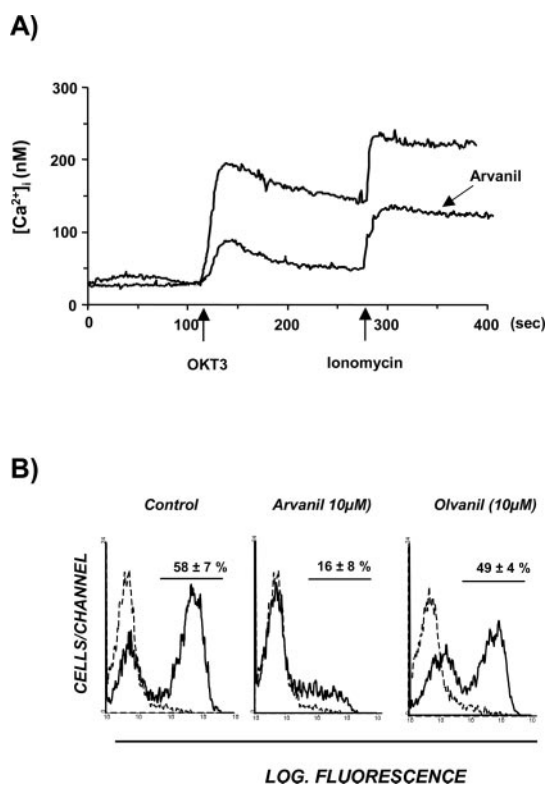 A)
300
200
100
0
[Ca²⁺]ᵢ (nM)
Arvanil
0 100 200 300 400 (sec)
OKT3 Ionomycin
B)
Control Arvanil 10µM) Olvanil (10µM)
58 ± 7 % 16 ± 8 % 49 ± 4 %
CELLS/CHANNEL
LOG. FLUORESCENCE